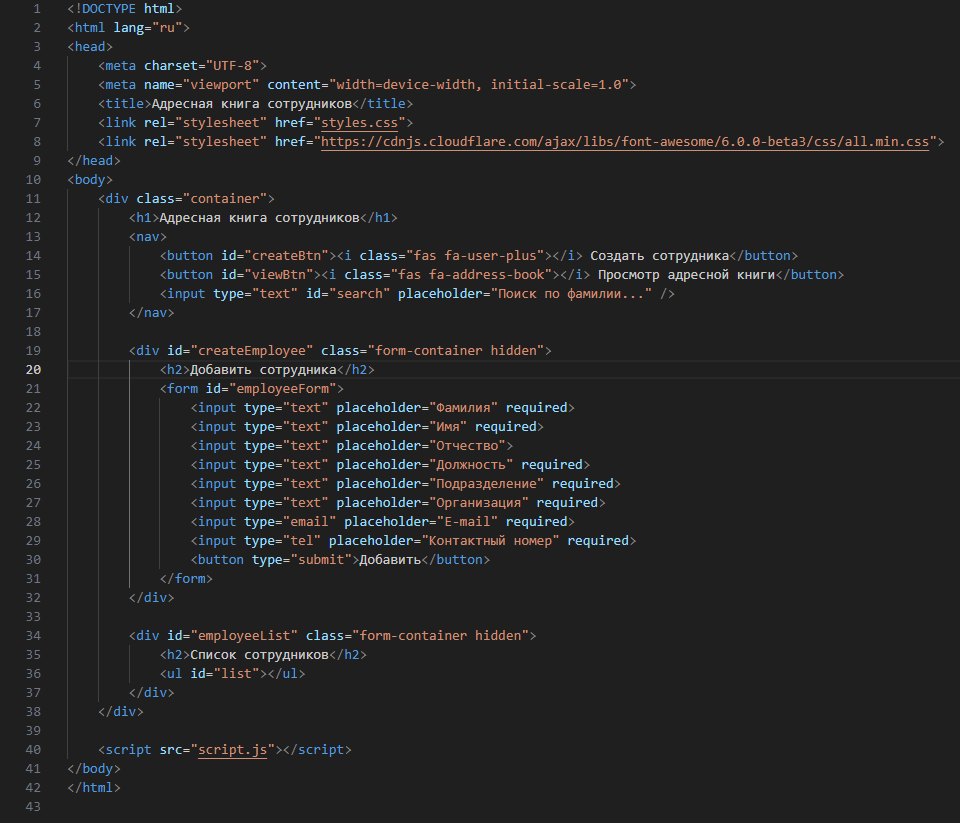 1 <!DOCTYPE html>
2 <html lang="ru">
3 <head>
4 <meta charset="UTF-8">
5 <meta name="viewport" content="width=device-width, initial-scale=1.0">
6 <title>Адресная книга сотрудников</title>
7 <link rel="stylesheet" href="styles.css">
8 <link rel="stylesheet" href="https://cdnjs.cloudflare.com/ajax/libs/font-awesome/6.0.0-beta3/css/all.min.css">
9 </head>
10 <body>
11 <div class="container">
12 <h1>Адресная книга сотрудников</h1>
13 <nav>
14 <button id="createBtn"><i class="fas fa-user-plus"></i> Создать сотрудника</button>
15 <button id="viewBtn"><i class="fas fa-address-book"></i> Просмотр адресной книги</button>
16 <input type="text" id="search" placeholder="Поиск по фамилии..." />
17 </nav>
18
19 <div id="createEmployee" class="form-container hidden">
20 <h2>Добавить сотрудника</h2>
21 <form id="employeeForm">
22 <input type="text" placeholder="Фамилия" required>
23 <input type="text" placeholder="Имя" required>
24 <input type="text" placeholder="Отчество">
25 <input type="text" placeholder="Должность" required>
26 <input type="text" placeholder="Подразделение" required>
27 <input type="text" placeholder="Организация" required>
28 <input type="email" placeholder="E-mail" required>
29 <input type="tel" placeholder="Контактный номер" required>
30 <button type="submit">Добавить</button>
31 </form>
32 </div>
33
34 <div id="employeeList" class="form-container hidden">
35 <h2>Список сотрудников</h2>
36 <ul id="list"></ul>
37 </div>
38 </div>
39
40 <script src="script.js"></script>
41 </body>
42 </html>
43